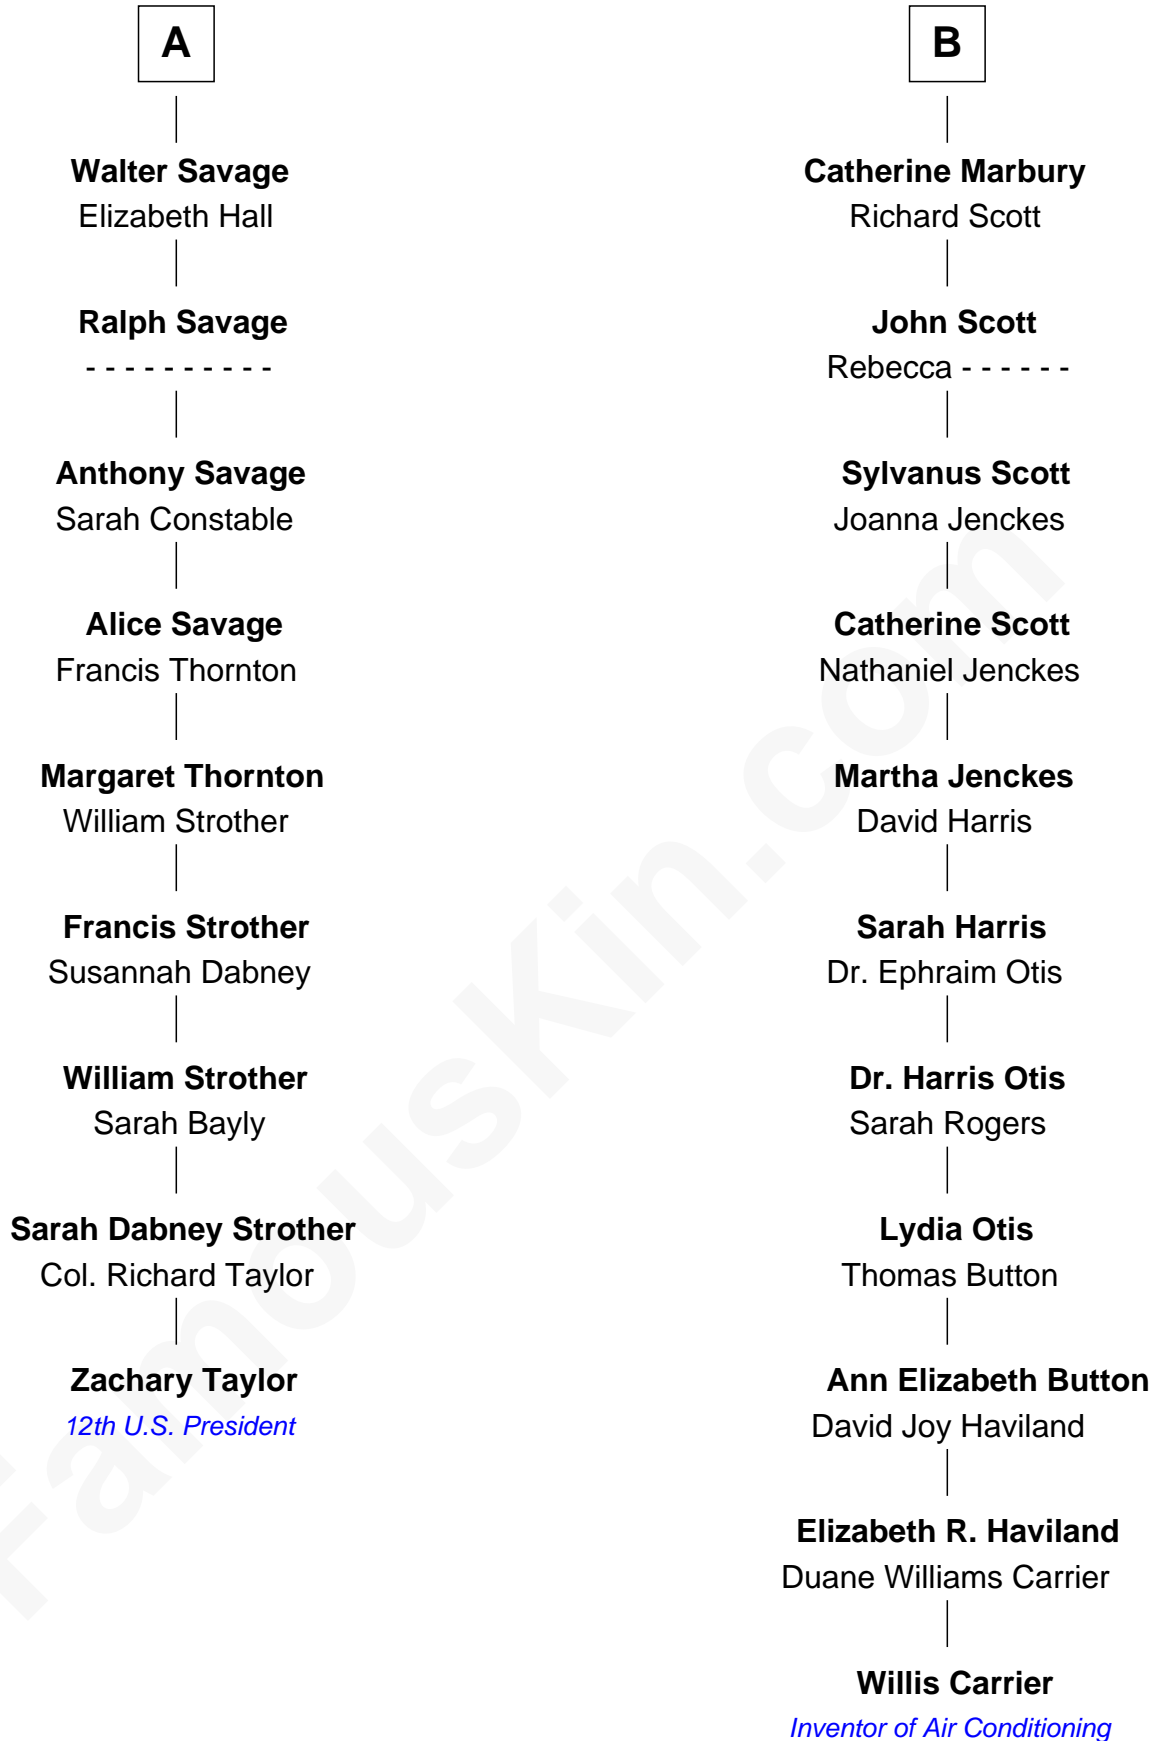 A
Walter Savage
Elizabeth Hall
Ralph Savage
- - - - - - - - - -
Anthony Savage
Sarah Constable
Alice Savage
Francis Thornton
Margaret Thornton
William Strother
Francis Strother
Susannah Dabney
William Strother
Sarah Bayly
Sarah Dabney Strother
Col. Richard Taylor
Zachary Taylor
12th U.S. President
B
Catherine Marbury
Richard Scott
John Scott
Rebecca - - - - - -
Sylvanus Scott
Joanna Jenckes
Catherine Scott
Nathaniel Jenckes
Martha Jenckes
David Harris
Sarah Harris
Dr. Ephraim Otis
Dr. Harris Otis
Sarah Rogers
Lydia Otis
Thomas Button
Ann Elizabeth Button
David Joy Haviland
Elizabeth R. Haviland
Duane Williams Carrier
Willis Carrier
Inventor of Air Conditioning
FamousKin.com